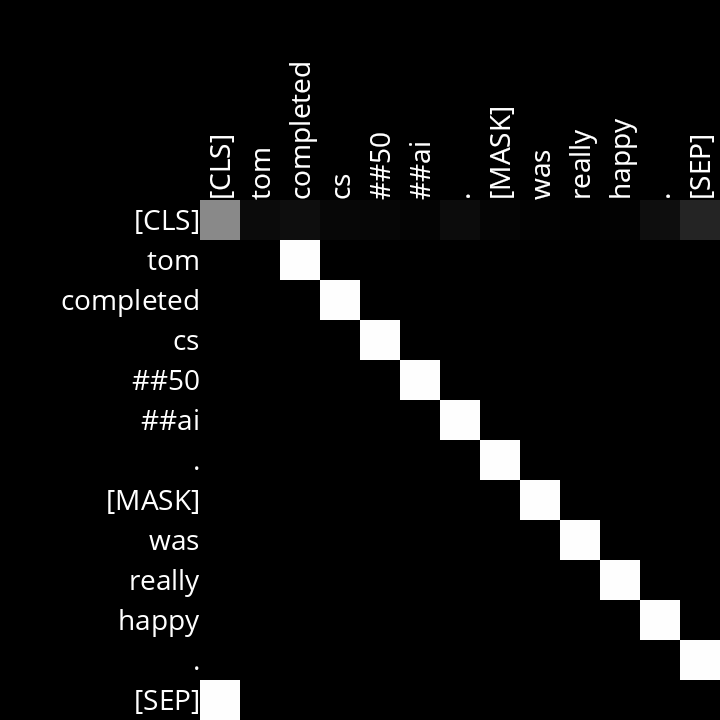 [CLS]
tom
completed
cs
##50
##ai
.
[MASK]
was
really
happy
.
[SEP]
[CLS]
tom
completed
cs
##50
##ai
.
[MASK]
was
really
happy
.
[SEP]